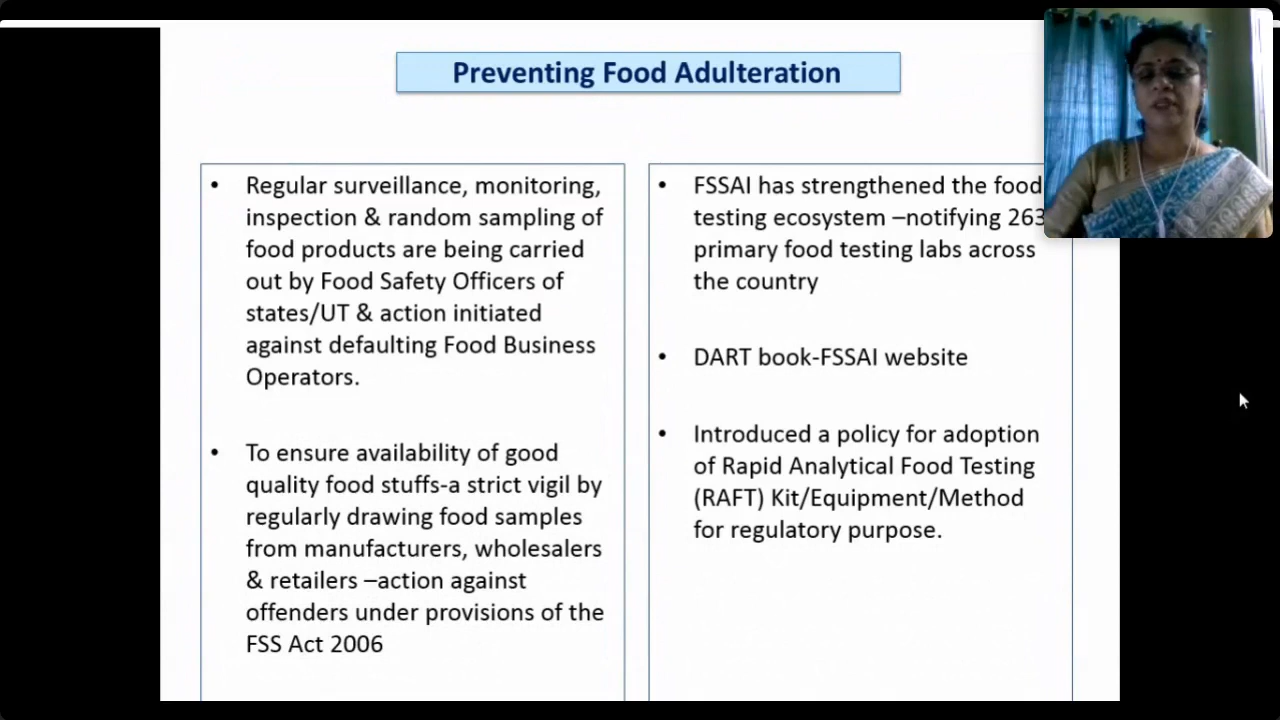 Preventing Food Adulteration
• Regular surveillance, monitoring,
inspection & random sampling of
food products are being carried
out by Food Safety Officers of
states/UT & action initiated
against defaulting Food Business
Operators.
• To ensure availability of good
quality food stuffs-a strict vigil by
regularly drawing food samples
from manufacturers, wholesalers
& retailers –action against
offenders under provisions of the
FSS Act 2006
• FSSAI has strengthened the food
testing ecosystem –notifying 263
primary food testing labs across
the country
• DART book-FSSAI website
• Introduced a policy for adoption
of Rapid Analytical Food Testing
(RAFT) Kit/Equipment/Method
for regulatory purpose.